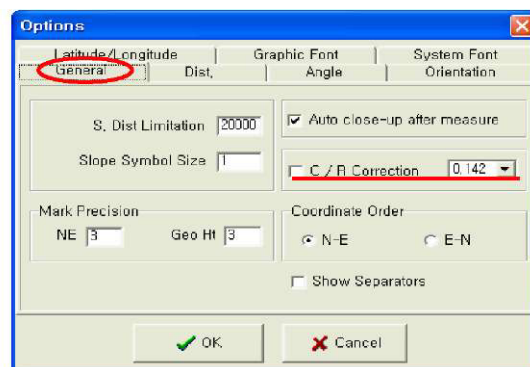 Options
Latitude/Longitude Graphic Font System Font
General Dist, Angle Orientation
S, Dist Limitation 20000
Auto close-up after measure
Slope Symbol Size 1
C / R Correction 0,142
Mark Precision
Coordinate Order
NE 3 Geo Ht 3
N-E E-N
Show Separators
OK Cancel